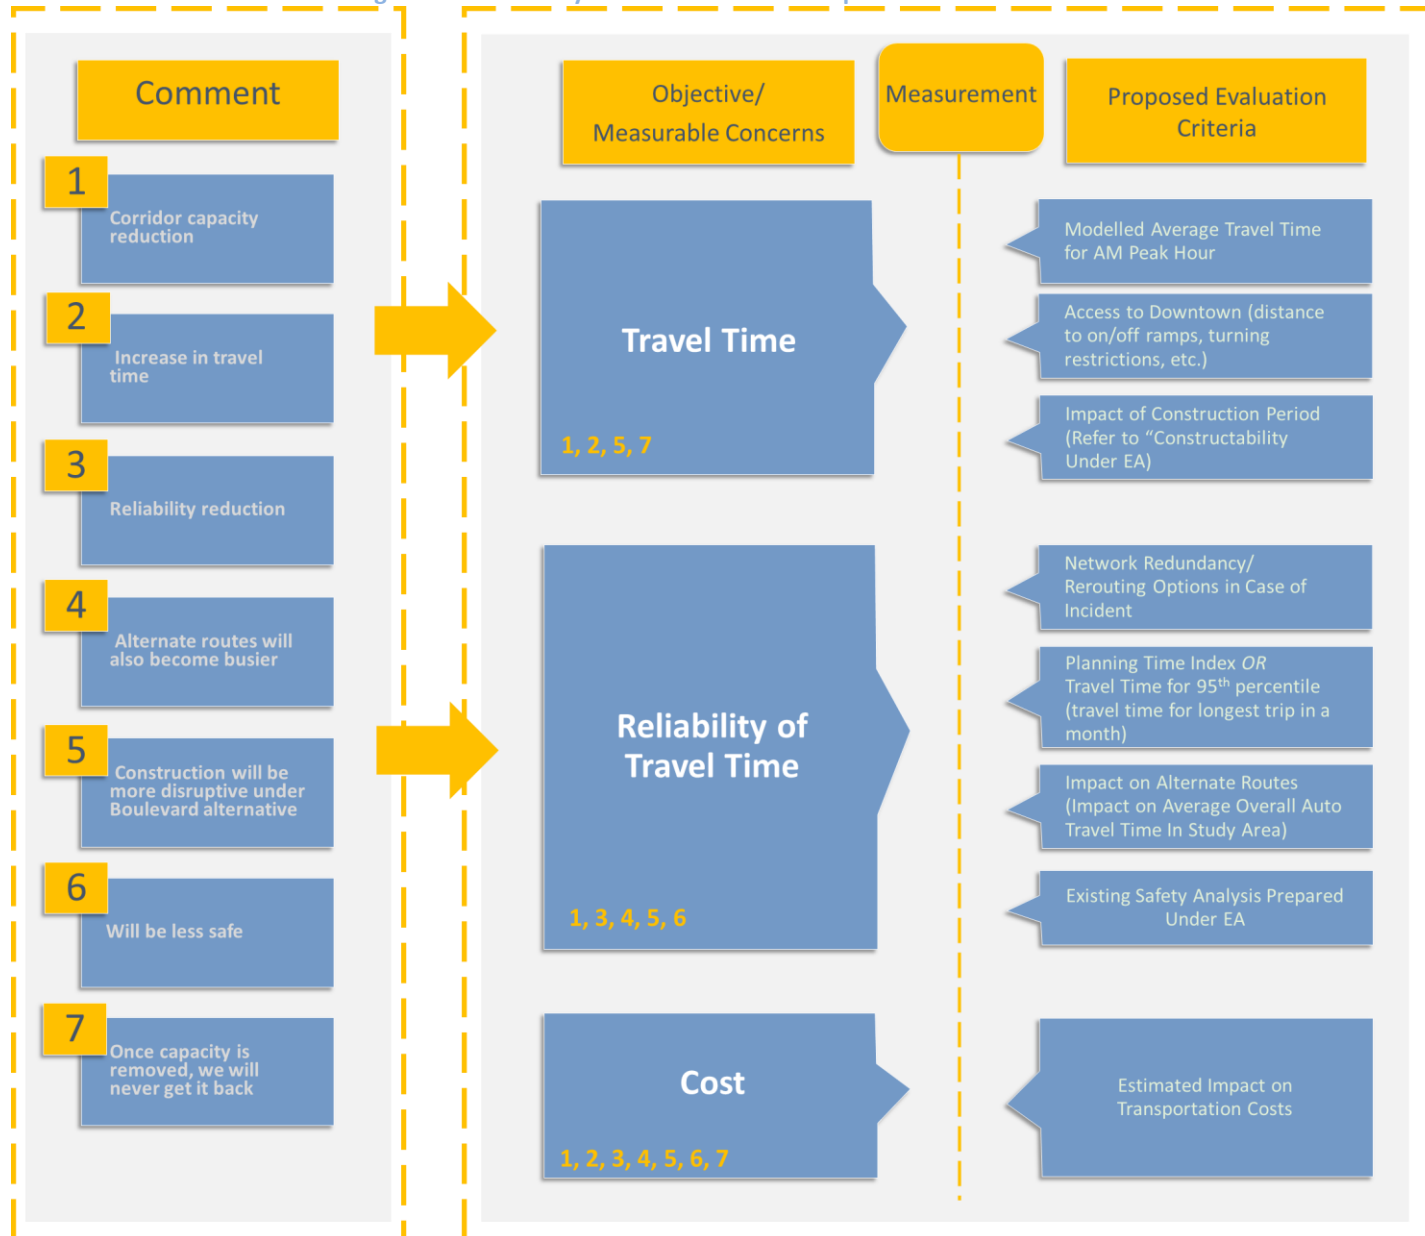 Comment
1
Corridor capacity
reduction
2
Increase in travel
time
3
Reliability reduction
4
Alternate routes will
also become busier
5
Construction will be
more disruptive under
Boulevard alternative
6
Will be less safe
7
Once capacity is
removed, we will
never get it back
Objective/
Measurable Concerns
Measurement
Proposed Evaluation
Criteria
Travel Time
1, 2, 5, 7
Modelled Average Travel Time
for AM Peak Hour
Access to Downtown (distance
to on/off ramps, turning
restrictions, etc.)
Impact of Construction Period
(Refer to “Constructability
Under EA)
Reliability of
Travel Time
1, 3, 4, 5, 6
Network Redundancy/
Rerouting Options in Case of
Incident
Planning Time Index OR
Travel Time for 95th percentile
(travel time for longest trip in a
month)
Impact on Alternate Routes
(Impact on Average Overall Auto
Travel Time In Study Area)
Existing Safety Analysis Prepared
Under EA
Cost
1, 2, 3, 4, 5, 6, 7
Estimated Impact on
Transportation Costs